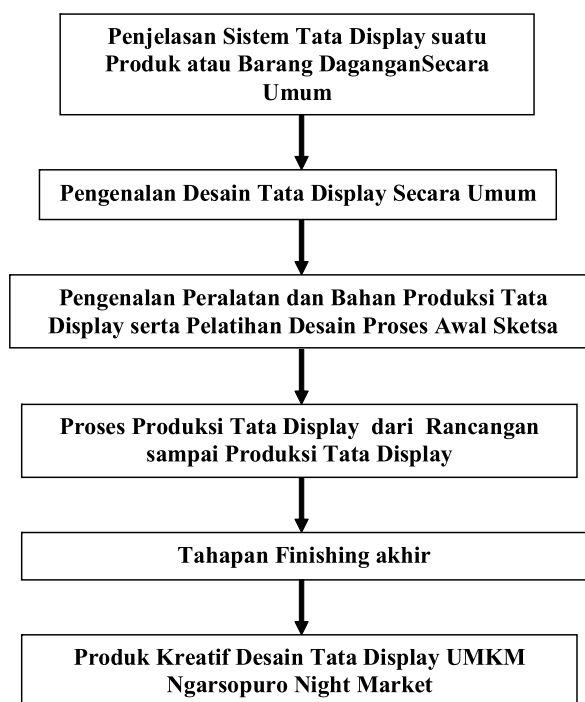 Penjelasan Sistem Tata Display suatu
Produk atau Barang DaganganSecara
Umum
Pengenalan Desain Tata Display Secara Umum
Pengenalan Peralatan dan Bahan Produksi Tata
Display serta Pelatihan Desain Proses Awal Sketsa
Proses Produksi Tata Display dari Rancangan
sampai Produksi Tata Display
Tahapan Finishing akhir
Produk Kreatif Desain Tata Display UMKM
Ngarsopuro Night Market